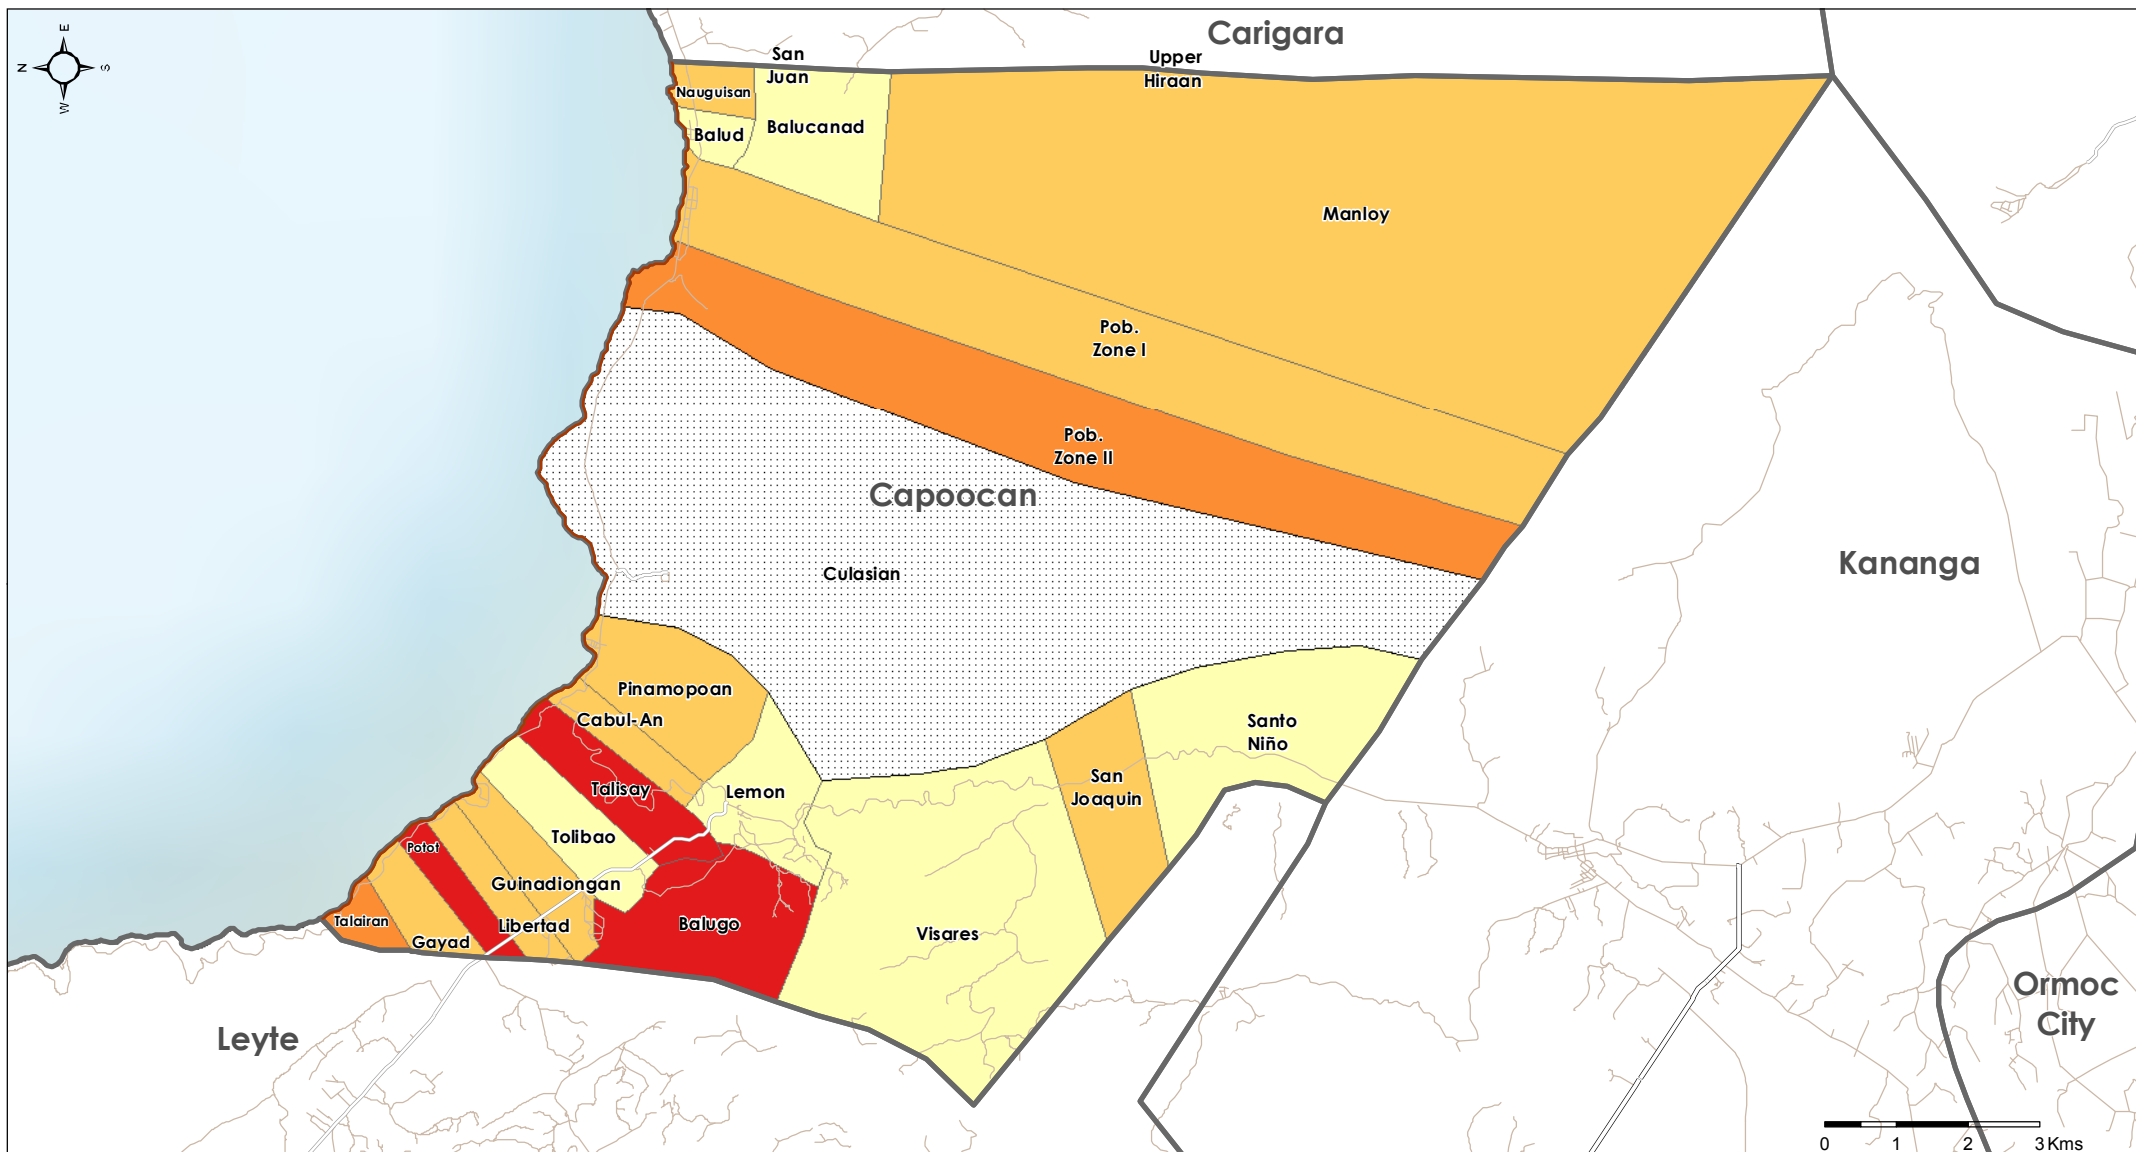 Carigara
E
N
S
W
San
Juan
Upper
Hiraan
Nauguisan
Balud
Balucanad
Manloy
Pob.
Zone I
Pob.
Zone II
Capoocan
Culasian
Kananga
Pinamopoan
Cabul-An
Santo
Niño
San
Joaquin
Talisay
Lemon
Tolibao
Potot
Guinadiongan
Talairan
Gayad
Libertad
Balugo
Visares
Ormoc
City
Leyte
0 1 2 3 Kms